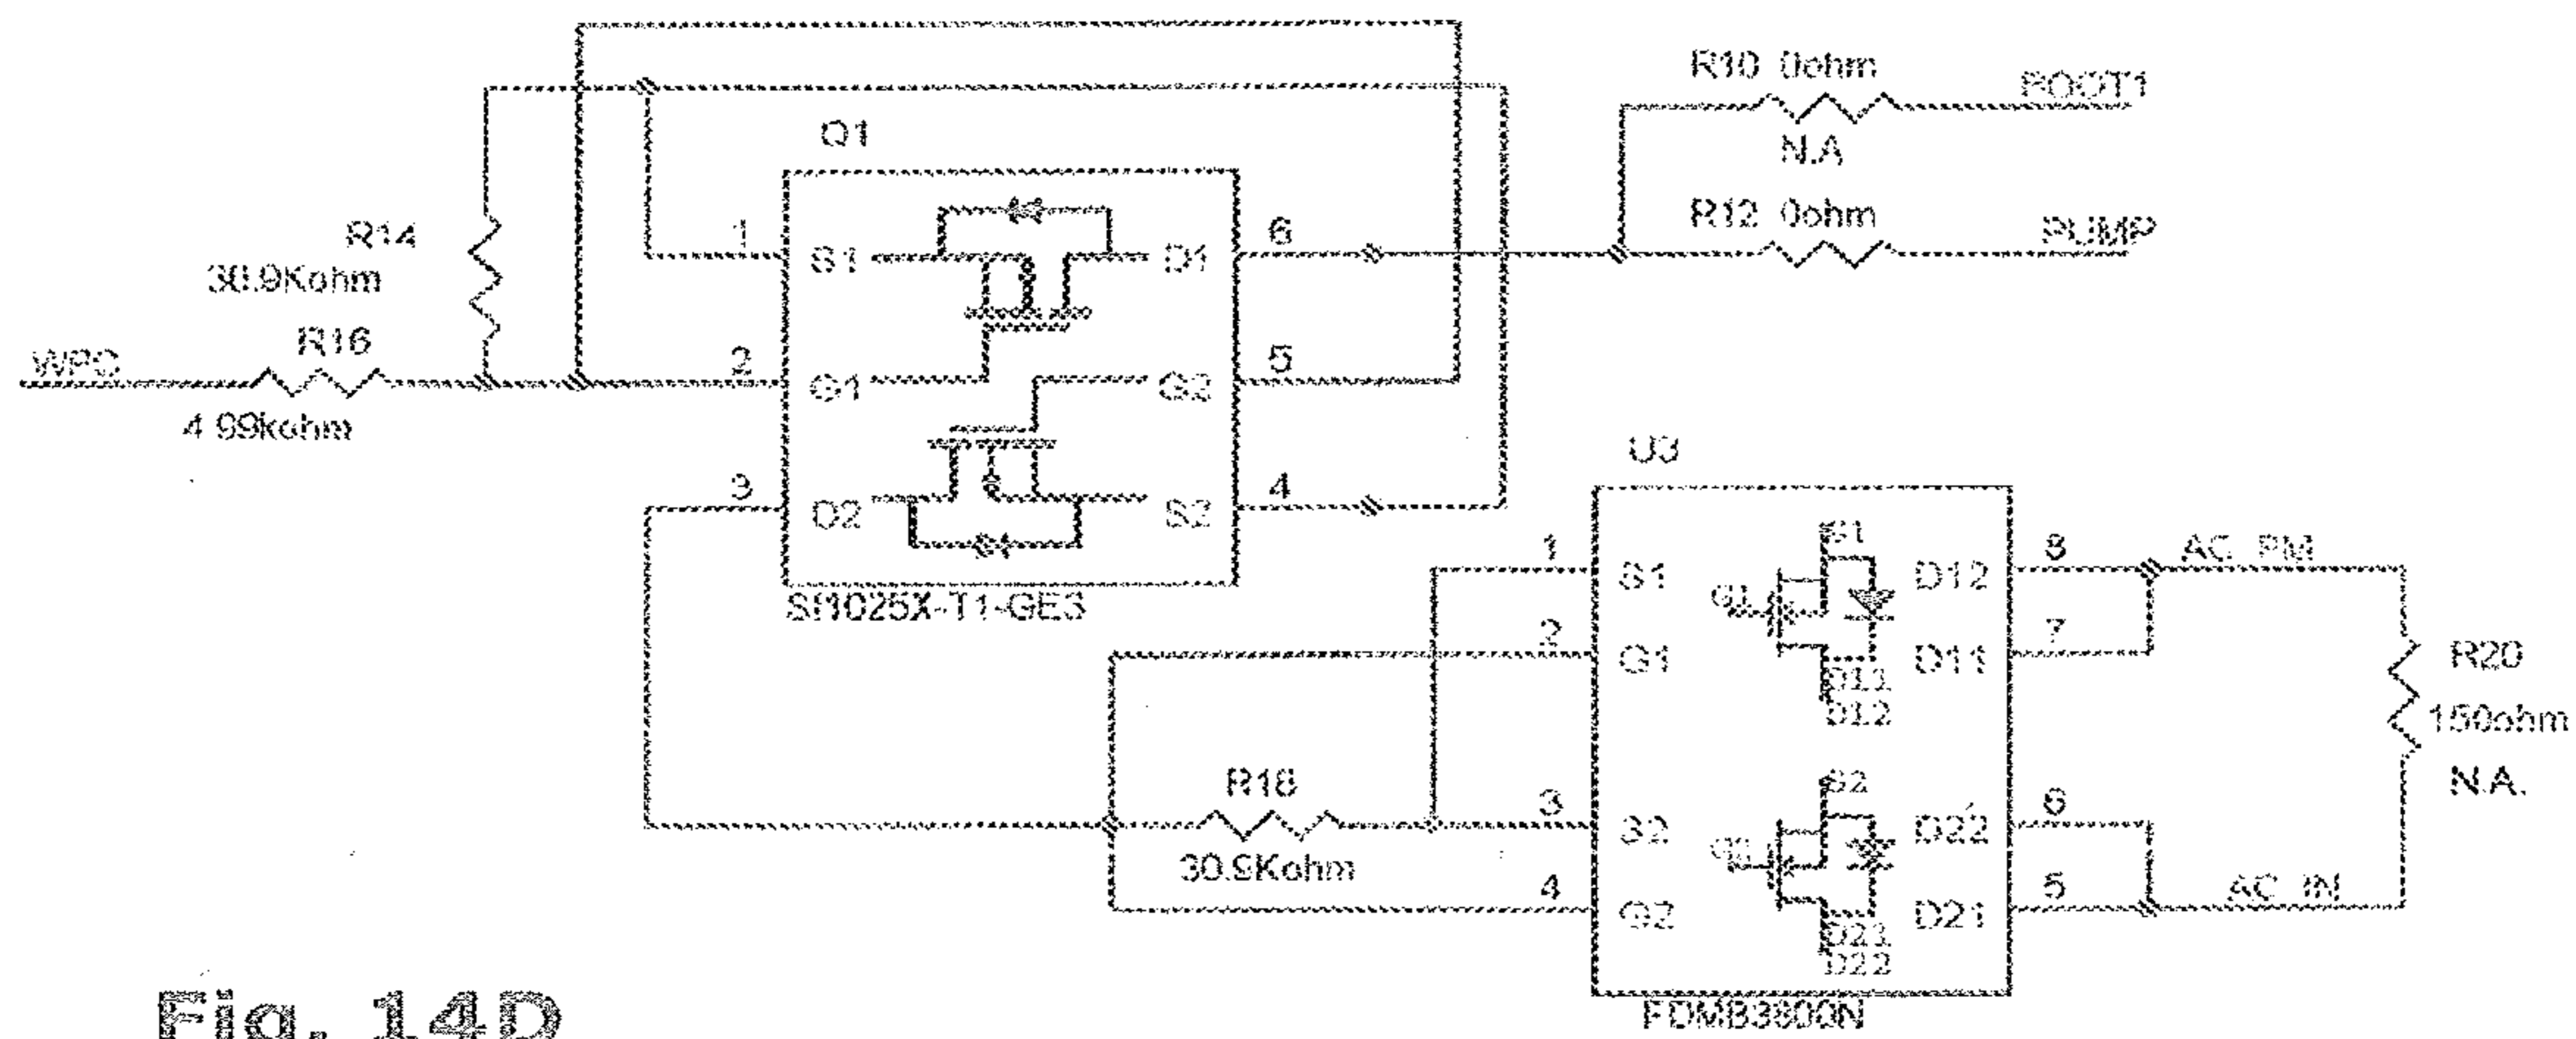 R10 0ohm
BOOT1
N.A
Q1
R12 0ohm
PUMP
R14
30.9Kohm
1
S1
D1
6
WPC
R16
4.99kohm
2
G1
G2
5
3
D2
S2
4
SI1025X-T1-GE3
U3
1
S1
S1
D12
8
AC PM
G1
2
G1
D11
7
D11
D12
R20
150ohm
N.A.
R18
30.9Kohm
3
S2
S2
D22
6
4
G2
D21
5
AC IN
D21
D22
FDMB3800N
Fig. 14D